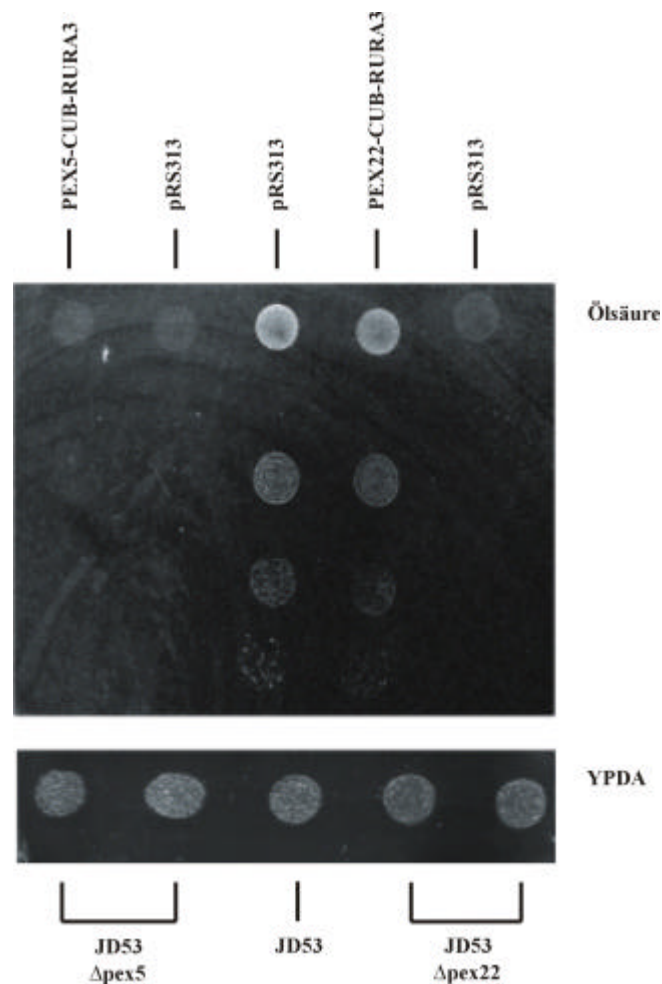 PEX5-CUB-RURA3
pRS313
pRS313
PEX22-CUB-RURA3
pRS313
Ölsäure
YPDA
JD53
Δpex5
JD53
JD53
Δpex22